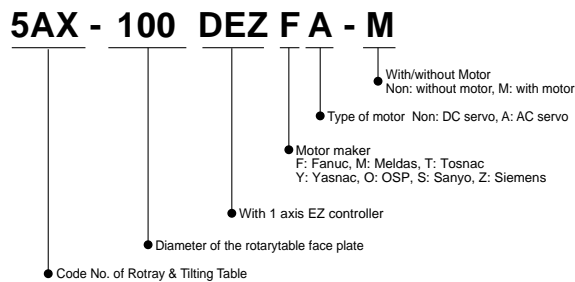 5AX - 100 DEZ F A - M
With/without Motor
Non: without motor, M: with motor
Type of motor Non: DC servo, A: AC servo
Motor maker
F: Fanuc, M: Meldas, T: Tosnac
Y: Yasnac, O: OSP, S: Sanyo, Z: Siemens
With 1 axis EZ controller
Diameter of the rotarytable face plate
Code No. of Rotray & Tilting Table